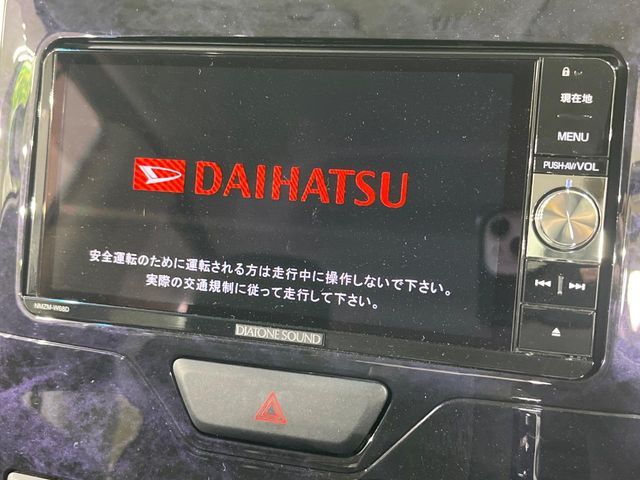 現在地
MENU
PUSH-AV/VOL
DAIHATSU
安全運転のために運転される方は走行中に操作しないで下さい。
実際の交通規制に従って走行して下さい。
NMZM-W68D
DIATONE SOUND